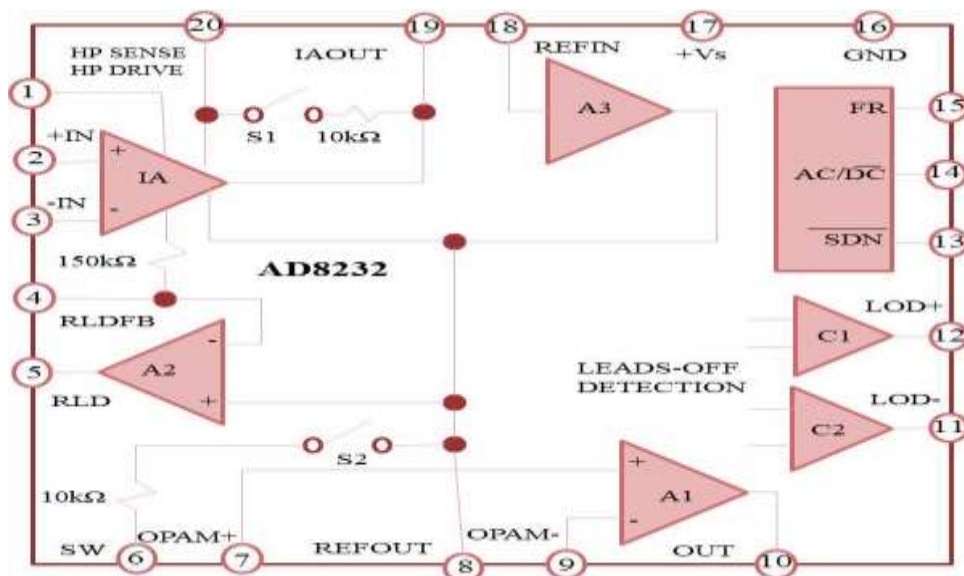 20
19
18
17
16
HP SENSE
HP DRIVE
IAOUT
REFIN
+Vs
GND
1
+IN
2
+
IA
-
-IN
3
S1
10kΩ
A3
FR
15
AC/DC
14
SDN
13
150kΩ
AD8232
4
RLDFB
-
A2
+
5
RLD
LEADS-OFF
DETECTION
C1
LOD+
12
C2
LOD-
11
S2
10kΩ
+
A1
-
SW
6
OPAM+
7
REFOUT
8
OPAM-
9
OUT
10